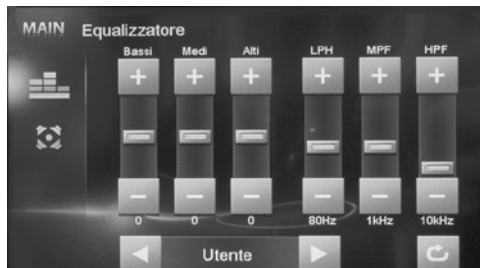 MAIN Equalizzatore
Bassi Medi Alti LPH MPF HPF
+ + + + + +
- - - - - -
0 0 0 80Hz 1kHz 10kHz
Utente